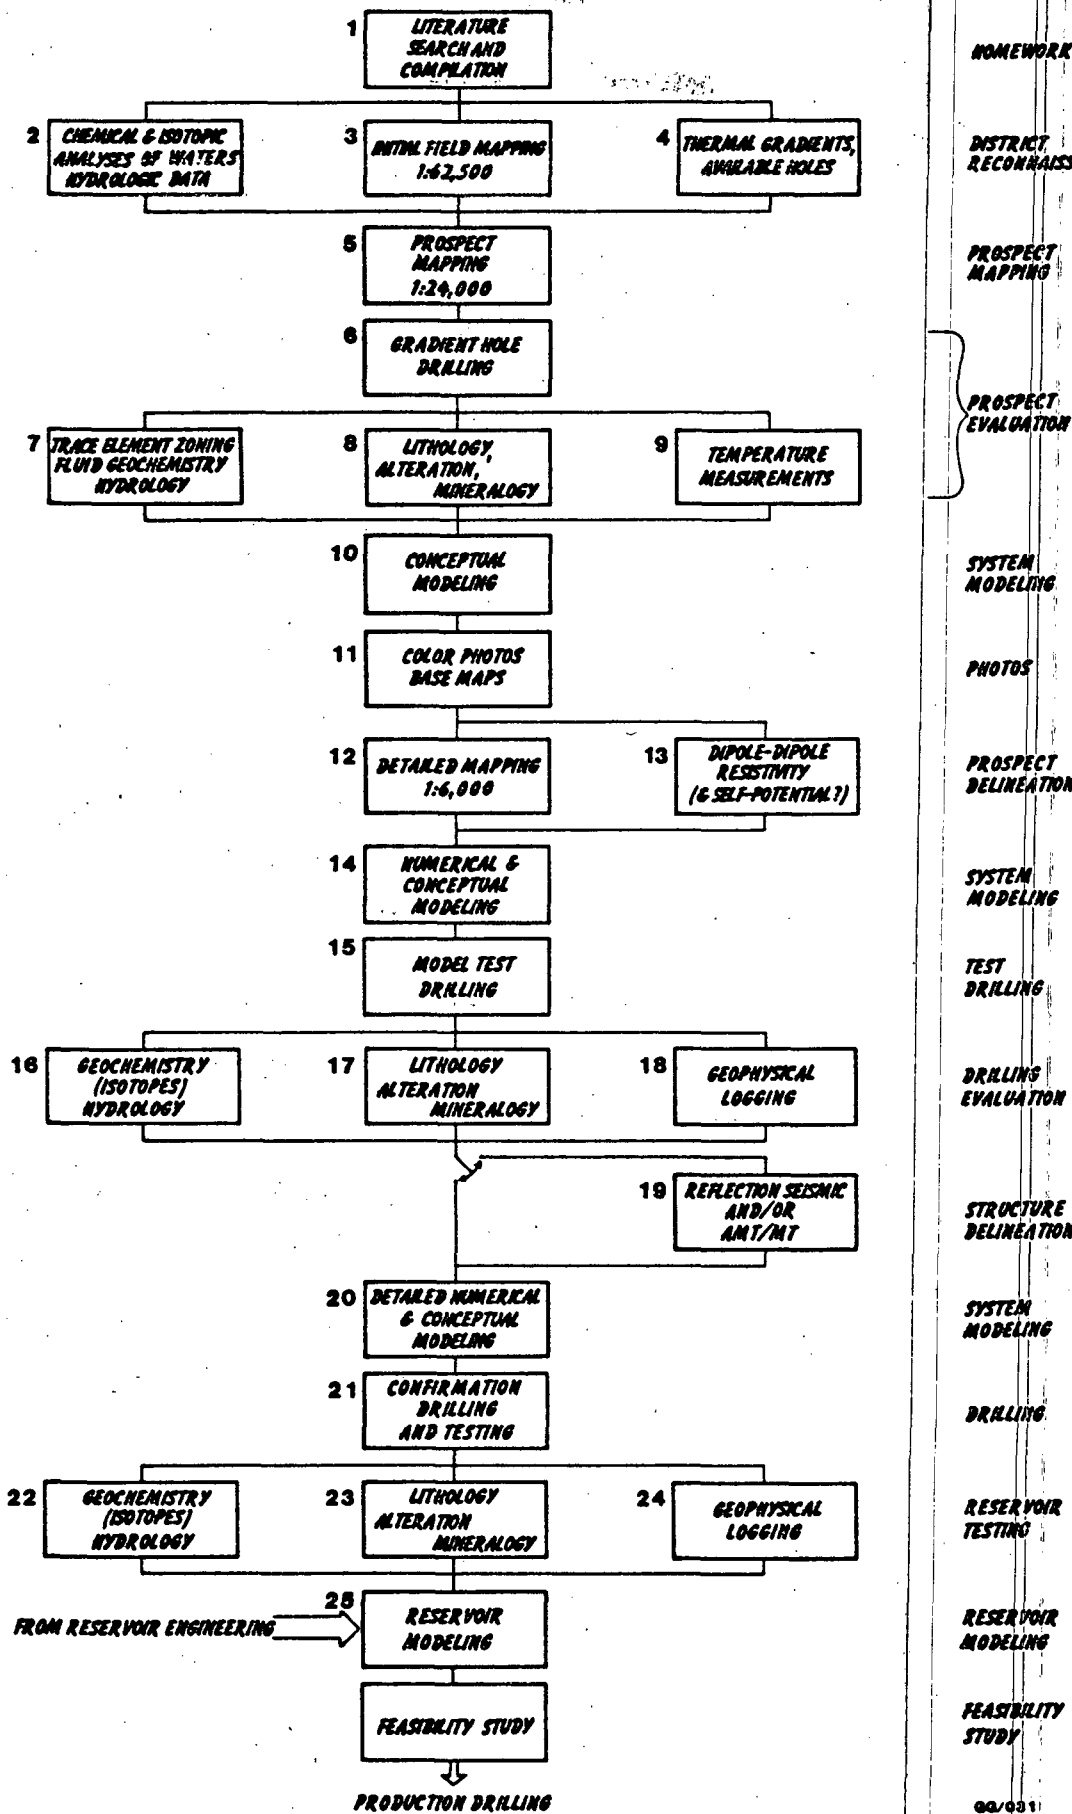 1
LITERATURE
SEARCH AND
COMPILATION
HOMEWORK
2
CHEMICAL & ISOTOPIC
ANALYSES OF WATERS
HYDROLOGIC DATA
3
INITIAL FIELD MAPPING
1:62,500
4
THERMAL GRADIENTS,
AVAILABLE HOLES
DISTRICT
RECONNAISS
5
PROSPECT
MAPPING
1:24,000
PROSPECT
MAPPING
6
GRADIENT HOLE
DRILLING
PROSPECT
EVALUATION
7
TRACE ELEMENT ZONING
FLUID GEOCHEMISTRY
HYDROLOGY
8
LITHOLOGY,
ALTERATION,
MINERALOGY
9
TEMPERATURE
MEASUREMENTS
10
CONCEPTUAL
MODELING
SYSTEM
MODELING
11
COLOR PHOTOS
BASE MAPS
PHOTOS
12
DETAILED MAPPING
1:6,000
13
DIPOLE-DIPOLE
RESISTIVITY
(& SELF-POTENTIAL?)
PROSPECT
DELINEATION
14
NUMERICAL &
CONCEPTUAL
MODELING
SYSTEM
MODELING
15
MODEL TEST
DRILLING
TEST
DRILLING
16
GEOCHEMISTRY
(ISOTOPES)
HYDROLOGY
17
LITHOLOGY
ALTERATION
MINERALOGY
18
GEOPHYSICAL
LOGGING
DRILLING
EVALUATION
19
REFLECTION SEISMIC
AND/OR
AMT/MT
STRUCTURE
DELINEATION
20
DETAILED NUMERICAL
& CONCEPTUAL
MODELING
SYSTEM
MODELING
21
CONFIRMATION
DRILLING
AND TESTING
DRILLING
22
GEOCHEMISTRY
(ISOTOPES)
HYDROLOGY
23
LITHOLOGY
ALTERATION
MINERALOGY
24
GEOPHYSICAL
LOGGING
RESERVOIR
TESTING
25
FROM RESERVOIR ENGINEERING
RESERVOIR
MODELING
RESERVOIR
MODELING
FEASIBILITY STUDY
FEASIBILITY
STUDY
PRODUCTION DRILLING
GG/031